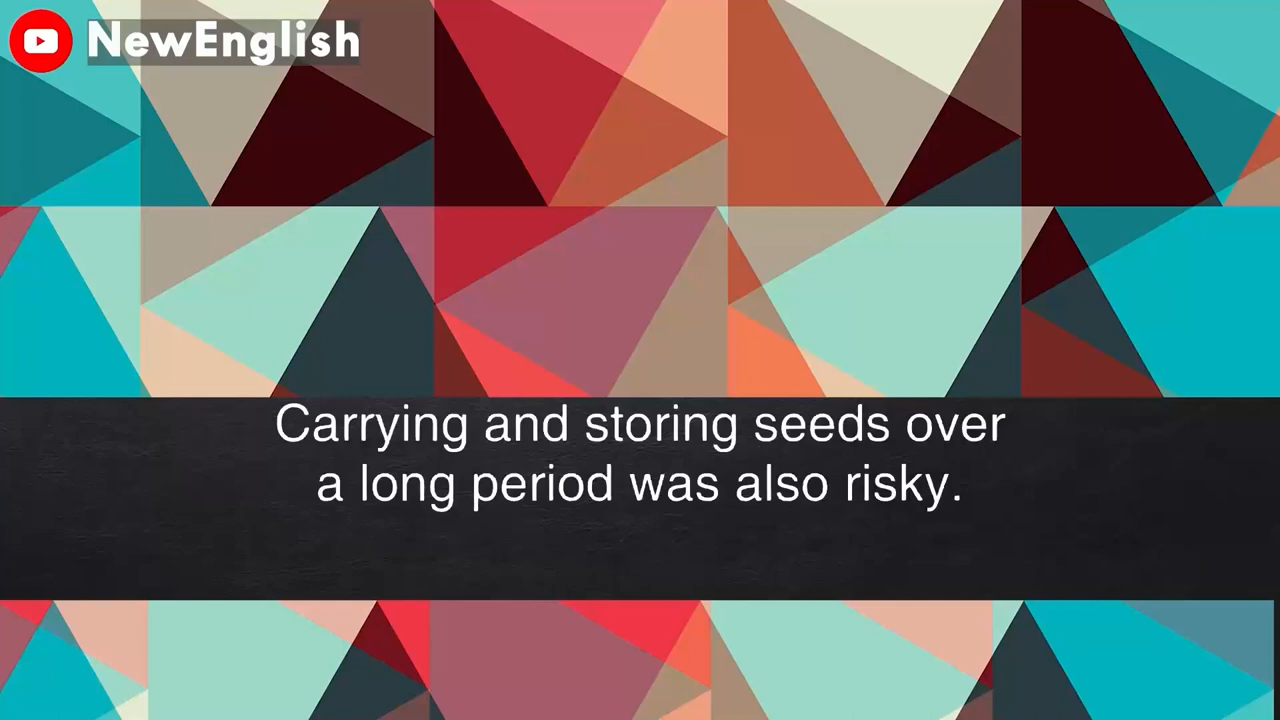 NewEnglish
Carrying and storing seeds over
a long period was also risky.